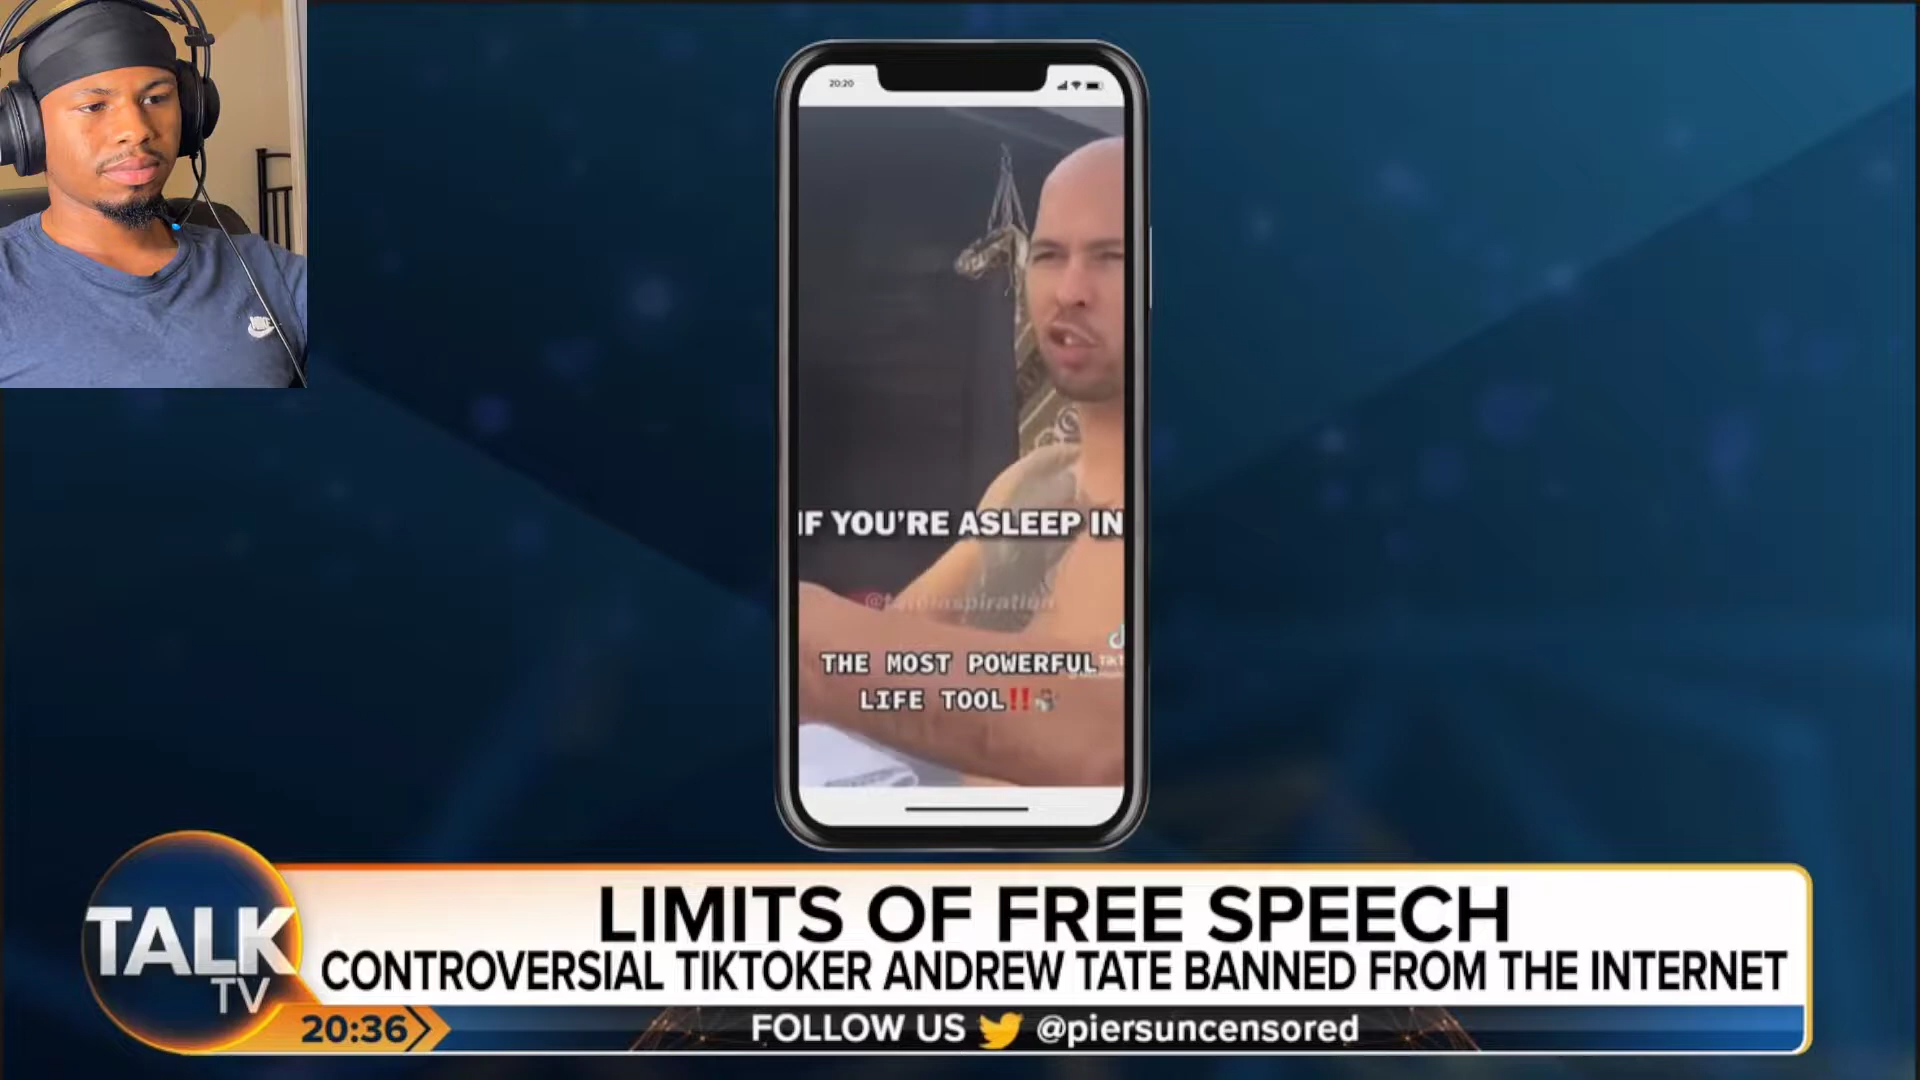 20:20
IF YOU'RE ASLEEP IN
THE MOST POWERFUL
LIFE TOOL‼️
NIKE
LIMITS OF FREE SPEECH
CONTROVERSIAL TIKTOKER ANDREW TATE BANNED FROM THE INTERNET
TALK
TV
20:36
FOLLOW US @piersuncensored